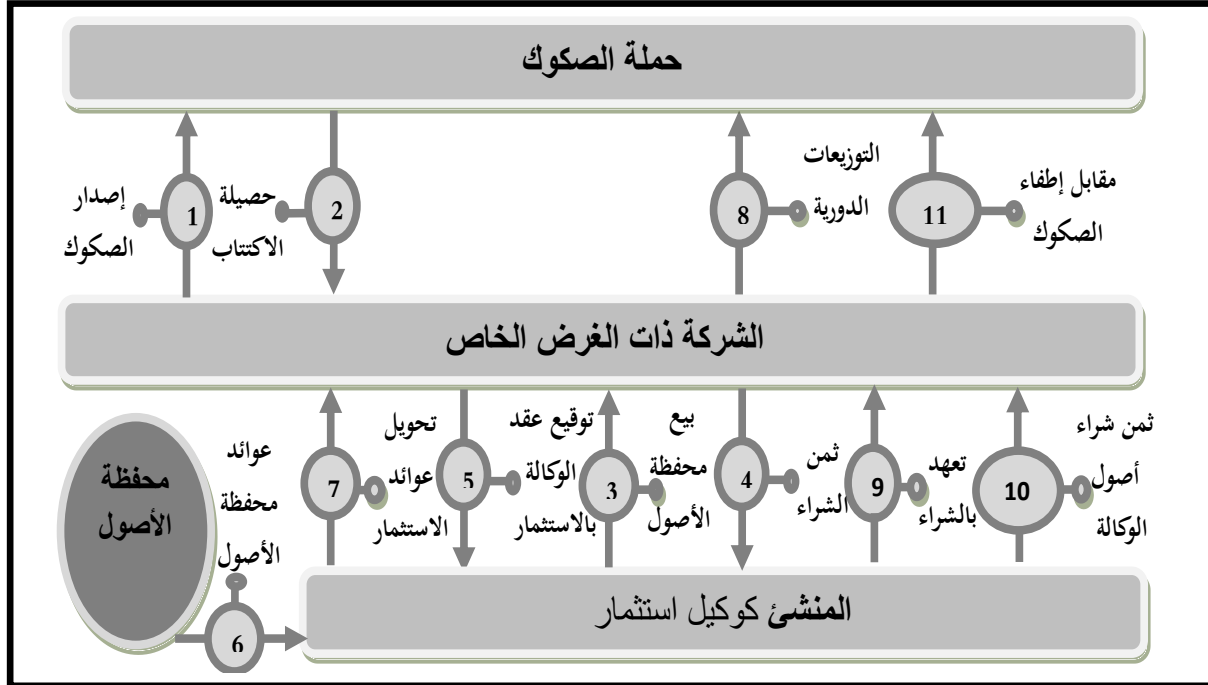 حملة الصكوك
1
إصدار
الصكوك
2
حصيلة
الاكتتاب
8
التوزيعات
الدورية
11
مقابل إطفاء
الصكوك
الشركة ذات الغرض الخاص
محفظة
الأصول
عوائد
محفظة
الأصول
6
7
تحويل
عوائد
الاستثمار
5
توقيع عقد
الوكالة
بالاستثمار
3
بيع
محفظة
الأصول
4
ثمن
الشراء
9
تعهد
بالشراء
10
ثمن شراء
أصول
الوكالة
المنشئ كوكيل استثمار